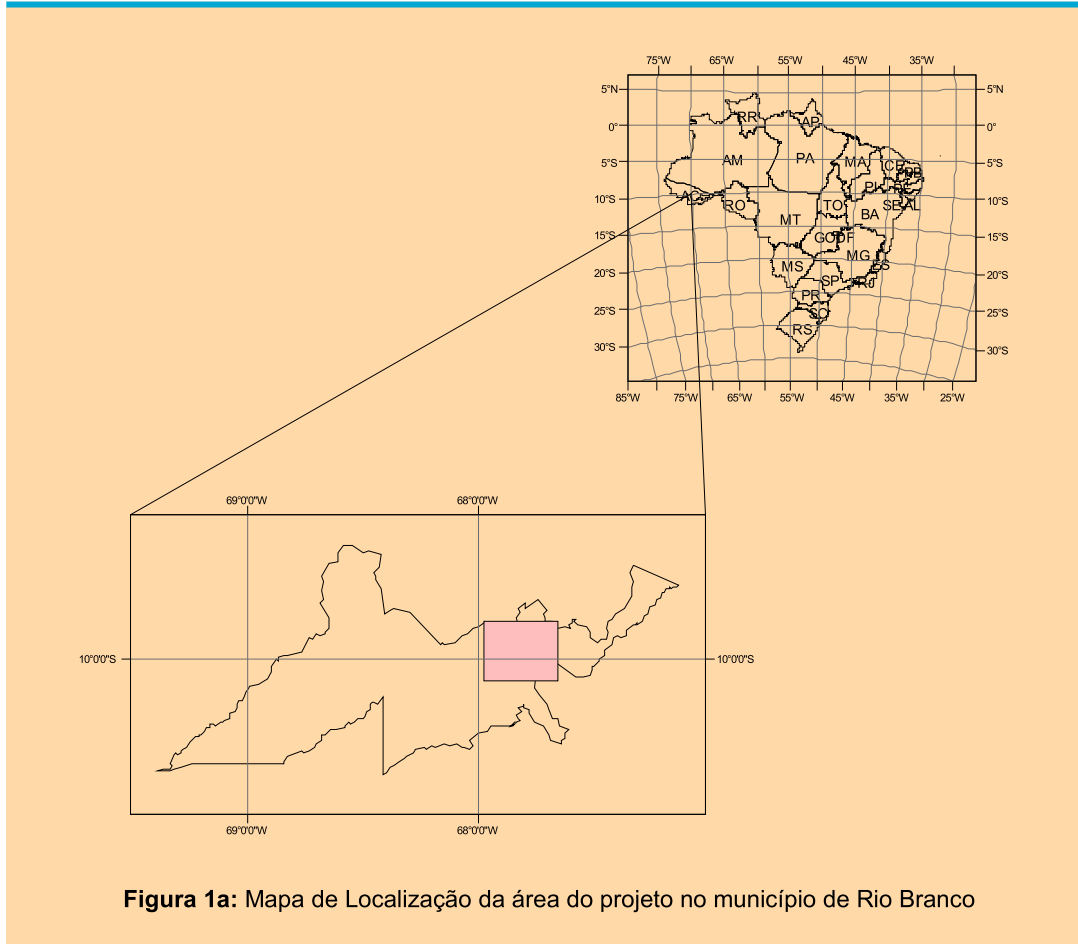 75°W 65°W 55°W 45°W 35°W
5°N 5°N
RR AP
0° 0°
AM PA MA CE
5°S 5°S
PI
AC RO TO SE AL
10°S 10°S
MT BA
15°S GO DF 15°S
MS MG ES
20°S SP RJ 20°S
PR
25°S SC 25°S
RS
30°S 30°S
85°W 75°W 65°W 55°W 45°W 35°W 25°W
69°0'0"W 68°0'0"W
10°0'0"S 10°0'0"S
69°0'0"W 68°0'0"W
Figura 1a: Mapa de Localização da área do projeto no município de Rio Branco